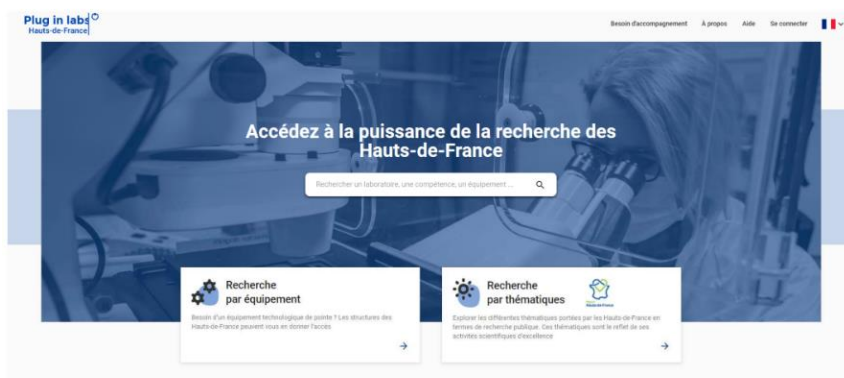 Plug in labs
Hauts-de-France
Besoin d'accompagnement À propos Aide Se connecter
Accédez à la puissance de la recherche des
Hauts-de-France
Rechercher un laboratoire, une compétence, un équipement ...
Recherche
par équipement
Besoin d'un équipement technologique de pointe ? Les structures des
Hauts-de-France peuvent vous en donner l'accès
Recherche
par thématiques
Hauts-de-France
Explorer les différentes thématiques portées par les Hauts-de-France en
termes de recherche publique. Ces thématiques sont le reflet de ses
activités scientifiques d'excellence